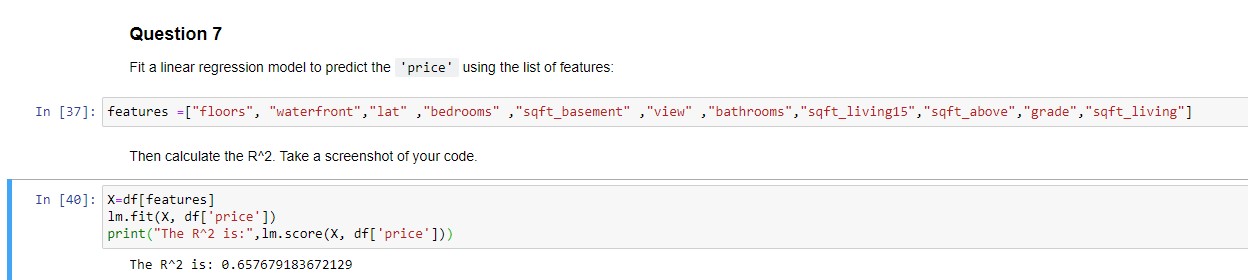 Question 7
Fit a linear regression model to predict the 'price' using the list of features:
In [37]: features =["floors", "waterfront","lat" ,"bedrooms" ,"sqft_basement" ,"view" ,"bathrooms","sqft_living15","sqft_above","grade","sqft_living"]
Then calculate the R^2. Take a screenshot of your code.
In [40]: X=df[features]
lm.fit(X, df['price'])
print("The R^2 is:",lm.score(X, df['price']))
The R^2 is: 0.657679183672129